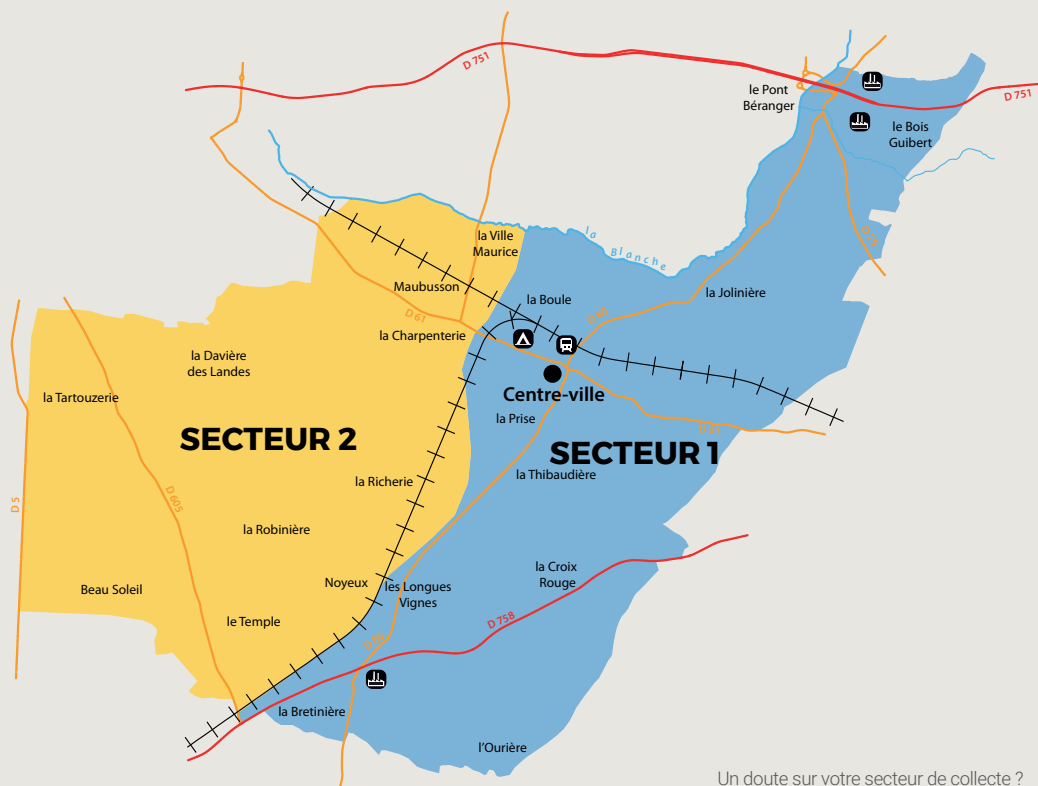 D 751
le Pont
Béranger
D 751
le Bois
Guibert
la Ville
Maurice
la
Blanche
D 79
Maubusson
la Boule
la Jolinière
D 61
la Charpenterie
la Davière
des Landes
la Tartouzerie
Centre-ville
la Prise
SECTEUR 2
SECTEUR 1
la Thibaudière
la Richerie
D 5
D 605
la Robinière
la Croix
Rouge
Noyeux
les Longues
Vignes
Beau Soleil
le Temple
D 758
la Bretinière
l'Ourière
Un doute sur votre secteur de collecte ?